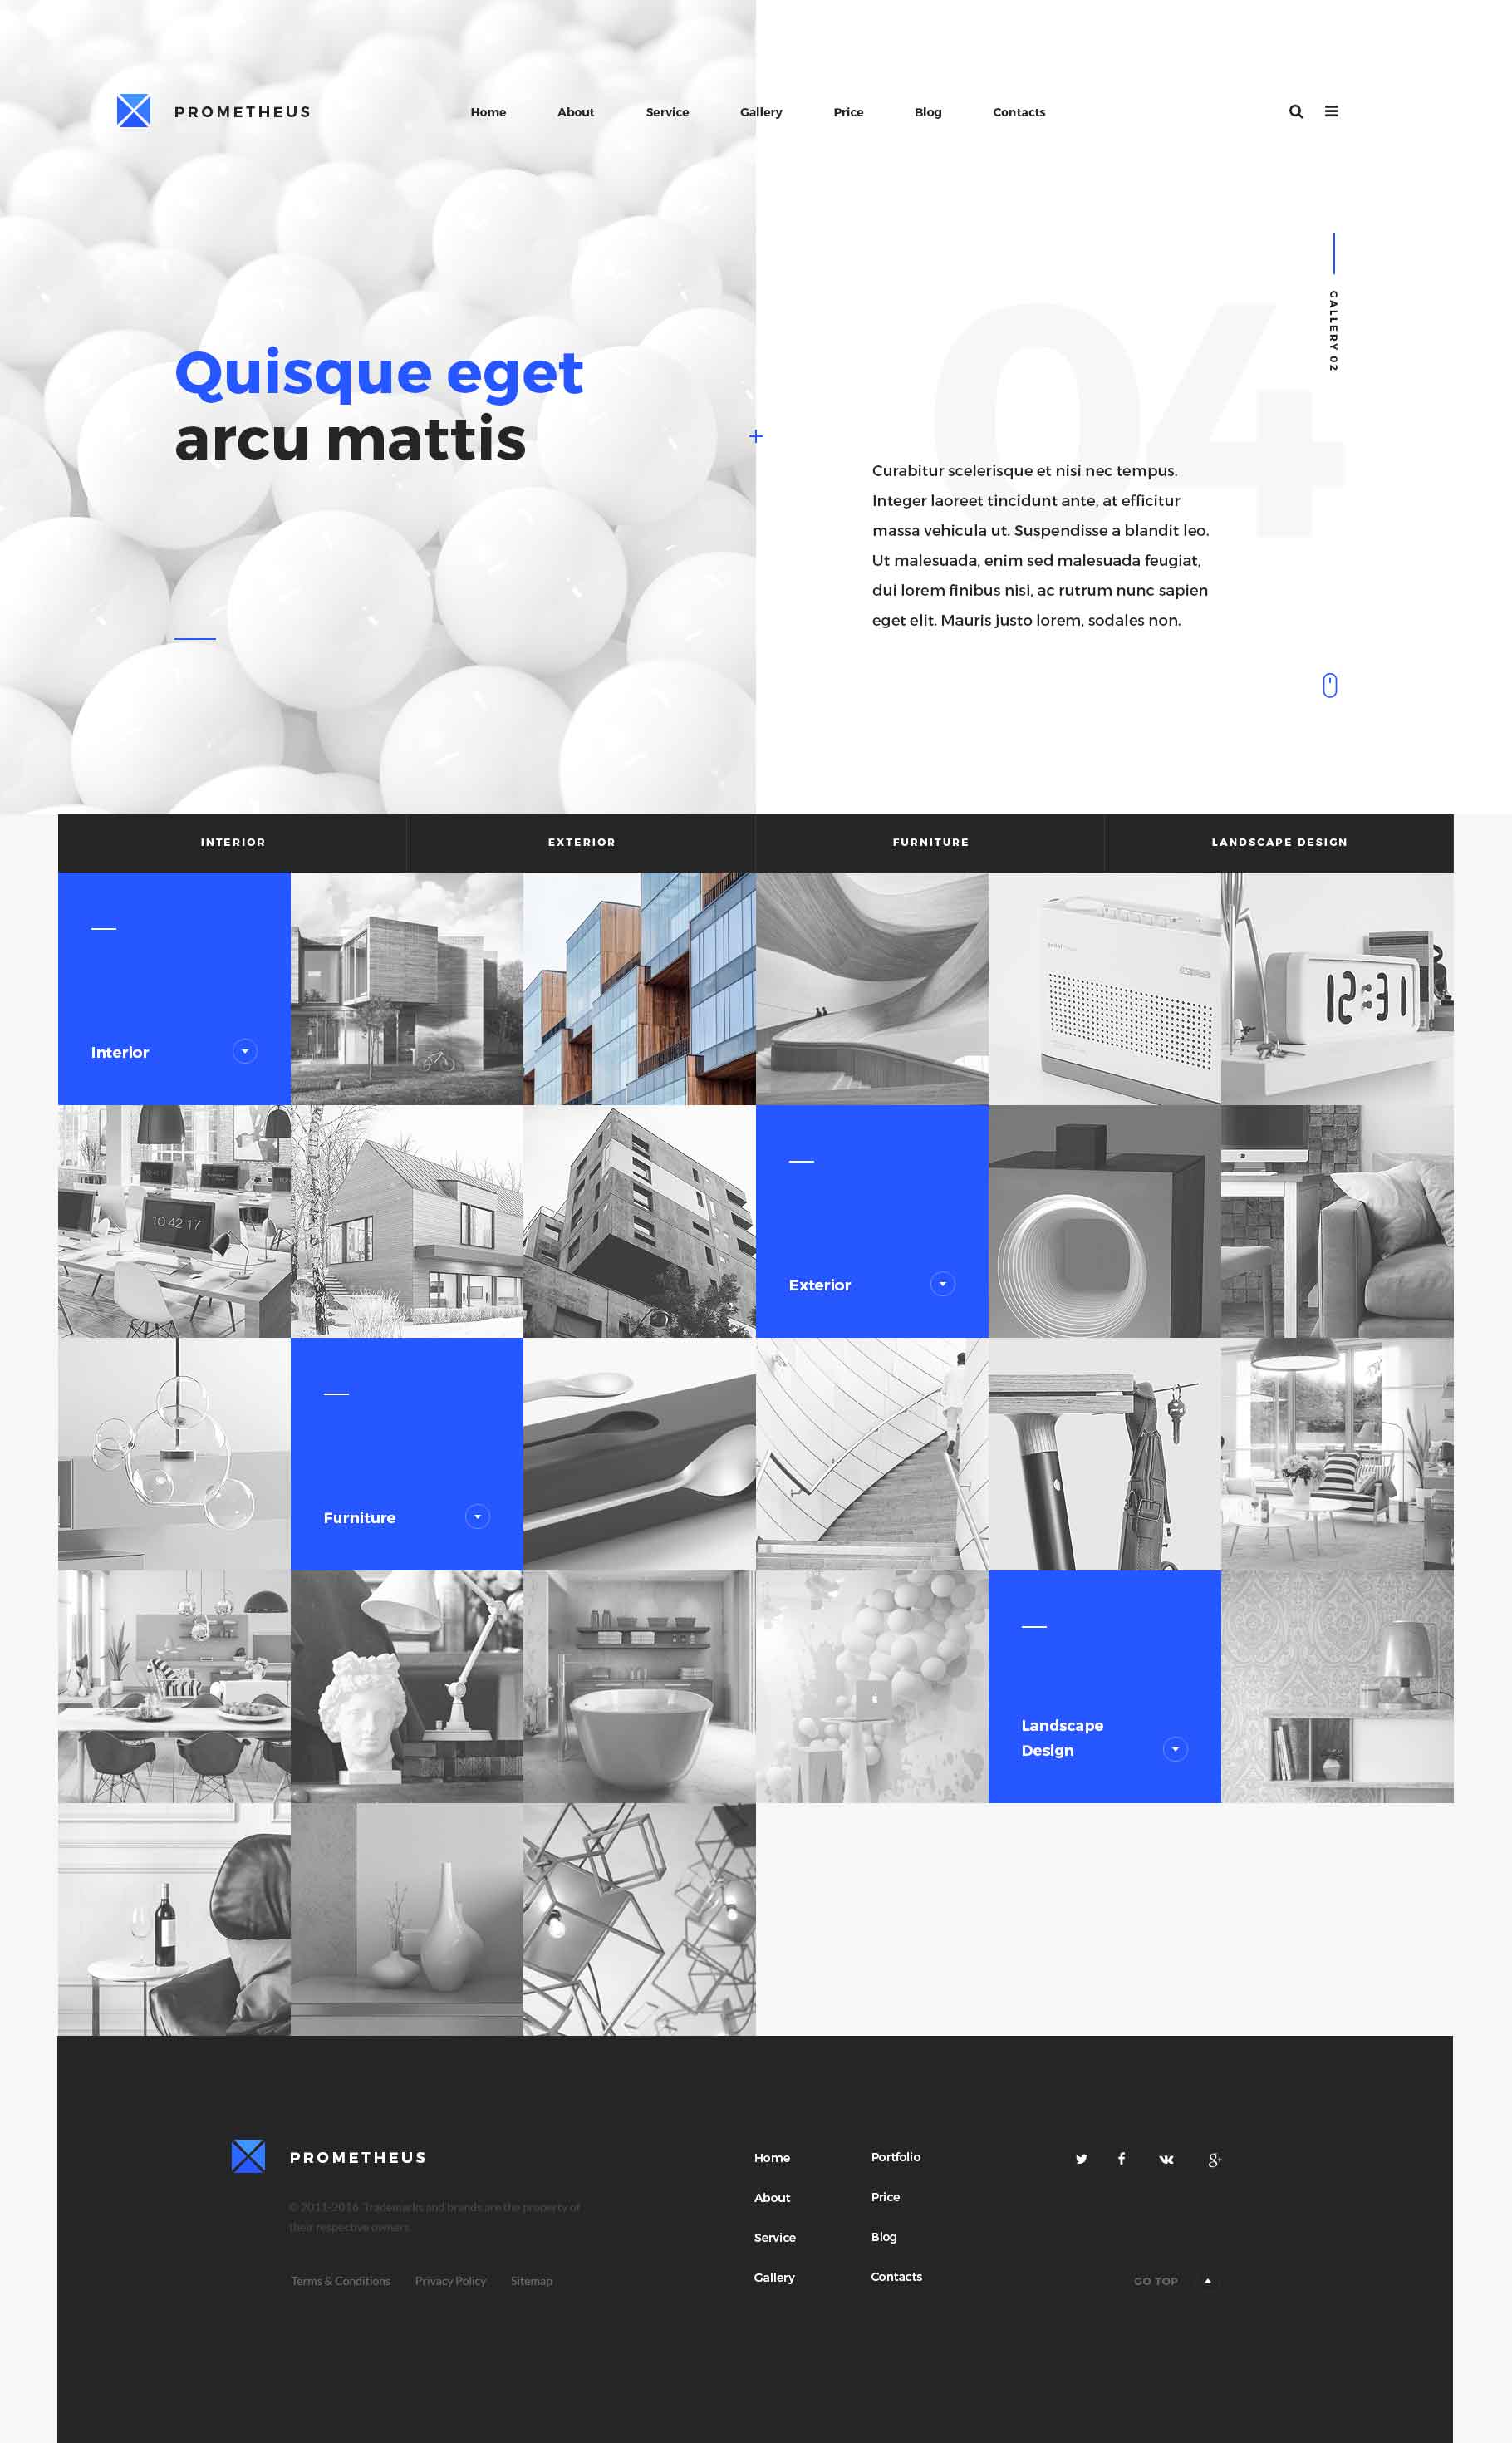 PROMETHEUS
Home About Service Gallery Price Blog Contacts
GALLERY 02
04
Quisque eget
arcu mattis
Curabitur scelerisque et nisi nec tempus.
Integer laoreet tincidunt ante, at efficitur
massa vehicula ut. Suspendisse a blandit leo.
Ut malesuada, enim sed malesuada feugiat,
dui lorem finibus nisi, ac rutrum nunc sapien
eget elit. Mauris justo lorem, sodales non.
INTERIOR EXTERIOR FURNITURE LANDSCAPE DESIGN
Interior
12:31
10 42 17
Exterior
Furniture
Landscape
Design
PROMETHEUS
© 2011-2016. Trademarks and brands are the property of
their respective owners.
Terms & Conditions Privacy Policy Sitemap
Home
About
Service
Gallery
Portfolio
Price
Blog
Contacts
GO TOP